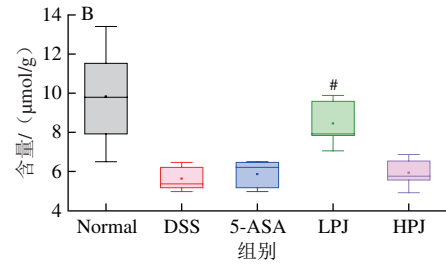 B
14
12
10
8
6
4
含量/（μmol/g）
#
Normal DSS 5-ASA LPJ HPJ
组别